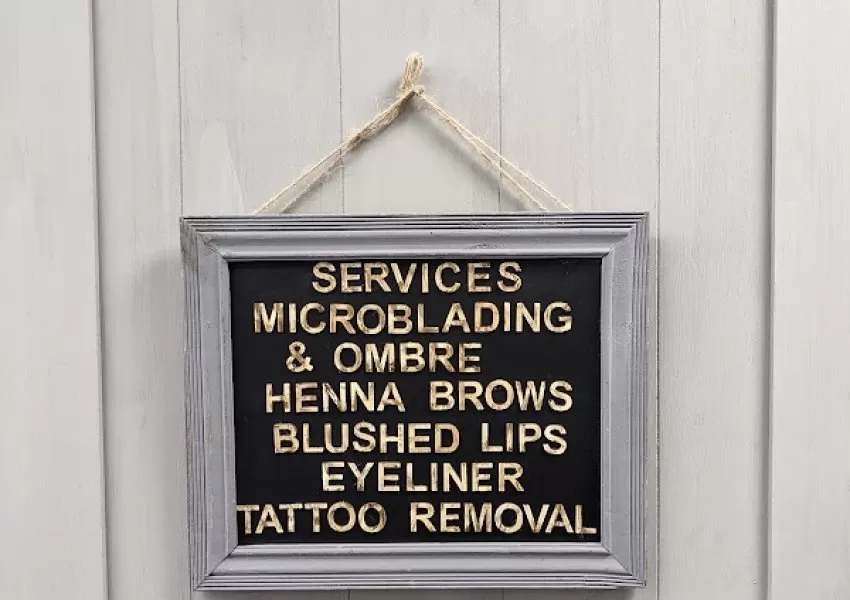 SERVICES
MICROBLADING
& OMBRE
HENNA BROWS
BLUSHED LIPS
EYELINER
TATTOO REMOVAL